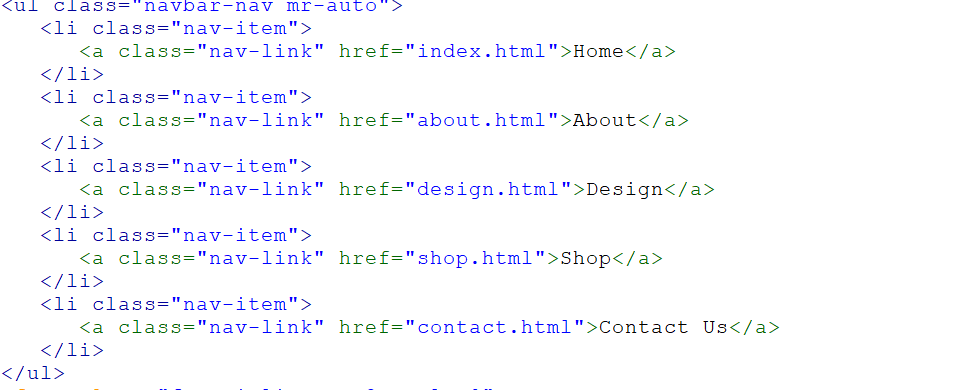 <ul class="navbar-nav mr-auto">
<li class="nav-item">
<a class="nav-link" href="index.html">Home</a>
</li>
<li class="nav-item">
<a class="nav-link" href="about.html">About</a>
</li>
<li class="nav-item">
<a class="nav-link" href="design.html">Design</a>
</li>
<li class="nav-item">
<a class="nav-link" href="shop.html">Shop</a>
</li>
<li class="nav-item">
<a class="nav-link" href="contact.html">Contact Us</a>
</li>
</ul>